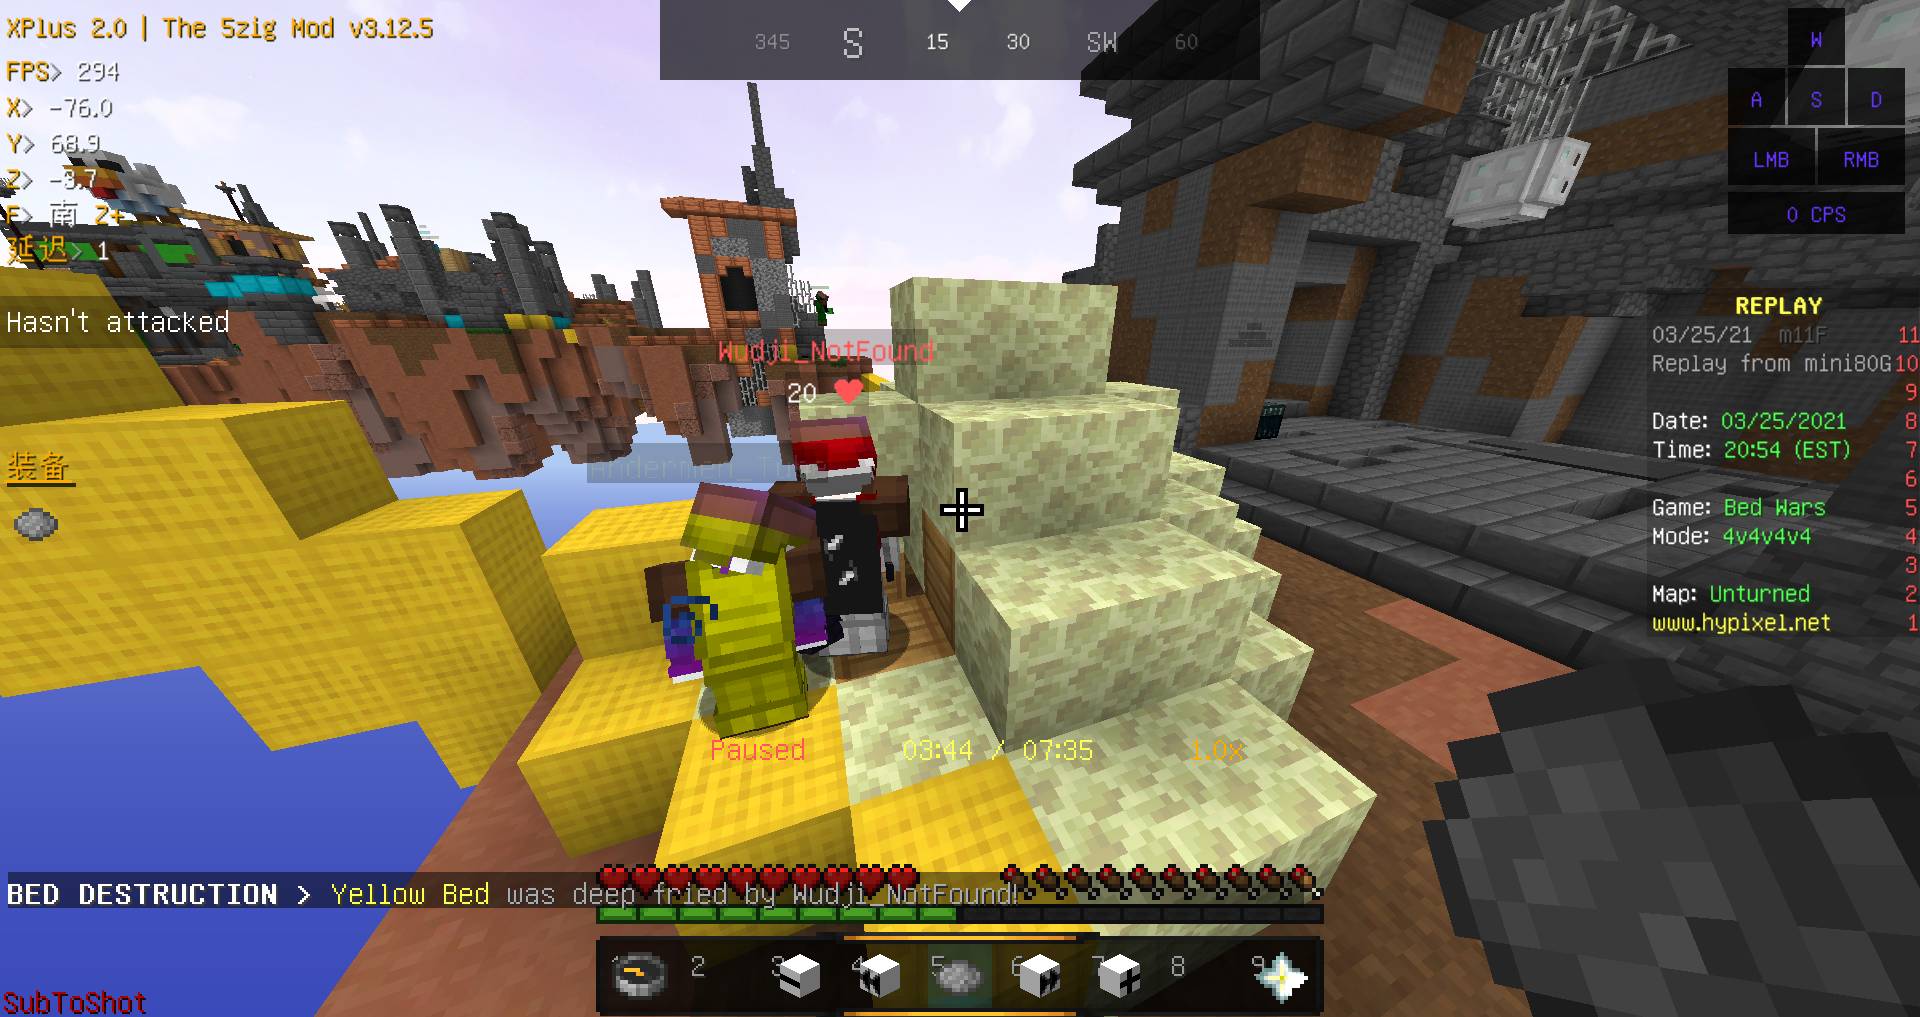 XPlus 2.0 | The 5zig Mod v3.12.5
FPS> 294
X> -76.0
Y> 68.9
Z> -3.7
F> 南 Z+
延迟> 1
Hasn't attacked
装备
345 S 15 30 SW 60
W
A S D
LMB RMB
0 CPS
Wudji_NotFound
20
REPLAY
03/25/21 m11F 11
Replay from mini80G 10
9
Date: 03/25/2021 8
Time: 20:54 (EST) 7
6
Game: Bed Wars 5
Mode: 4v4v4v4 4
3
Map: Unturned 2
www.hypixel.net 1
Paused 03:44 / 07:35 1.0x
BED DESTRUCTION > Yellow Bed was deep fried by Wudji_NotFound!
2 3 4 5 6 7 8 9
SubToShot